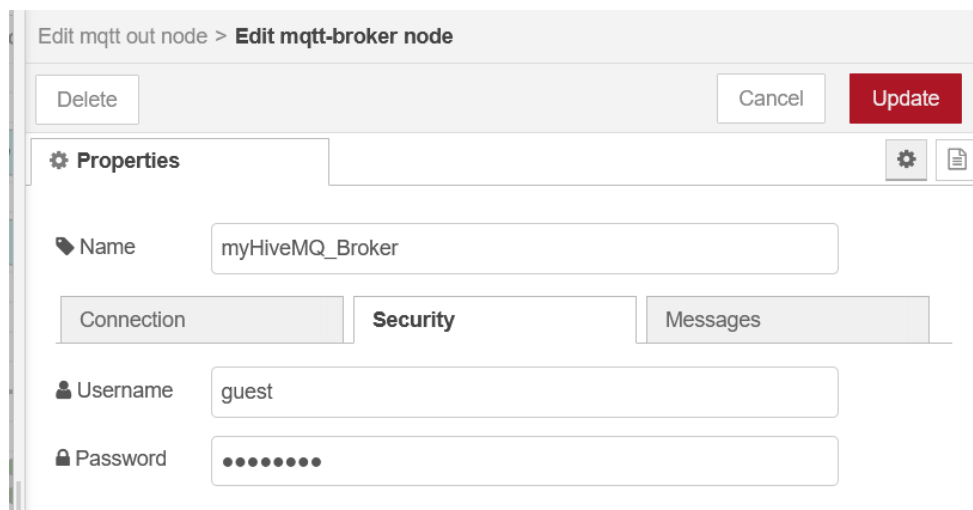 Edit mqtt out node > Edit mqtt-broker node
Delete
Cancel
Update
Properties
Name
myHiveMQ_Broker
Connection
Security
Messages
Username
guest
Password
••••••••